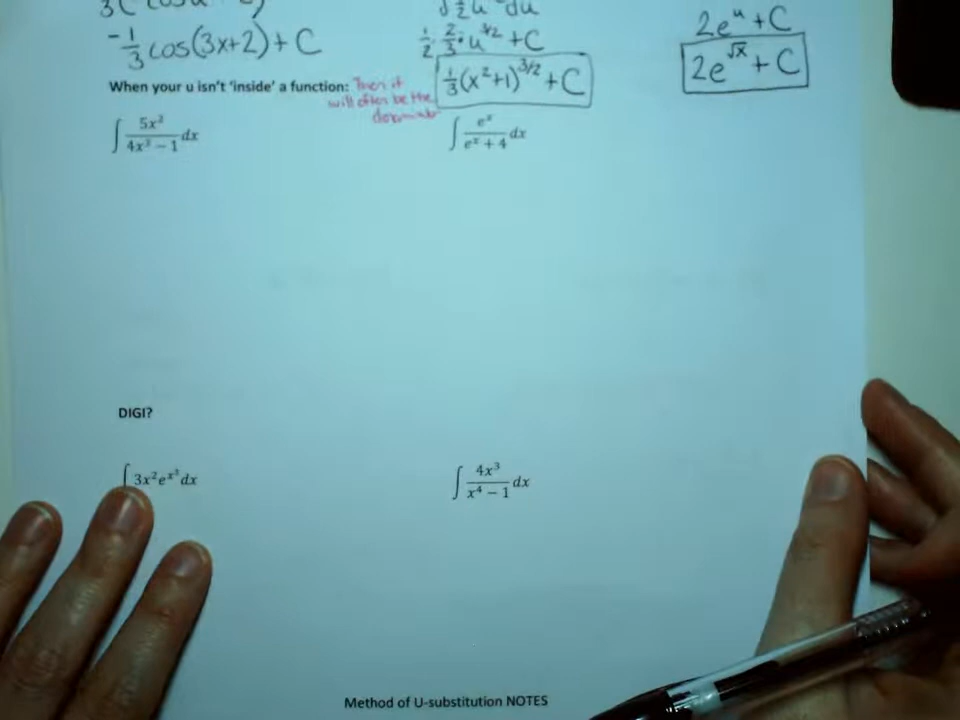 -1/3 cos(3x+2) + C
1/2 · 2/3 · u^3/2 + C
1/3 (x²+1)^3/2 + C
2e^u + C
2e^√x + C
When your u isn't 'inside' a function: Then it
will often be the
∫ 5x²/(4x³ − 1) dx
∫ e^x/(e^x + 4) dx
DIGI?
∫ 3x²e^x³ dx
∫ 4x³/(x⁴ − 1) dx
Method of U-substitution NOTES